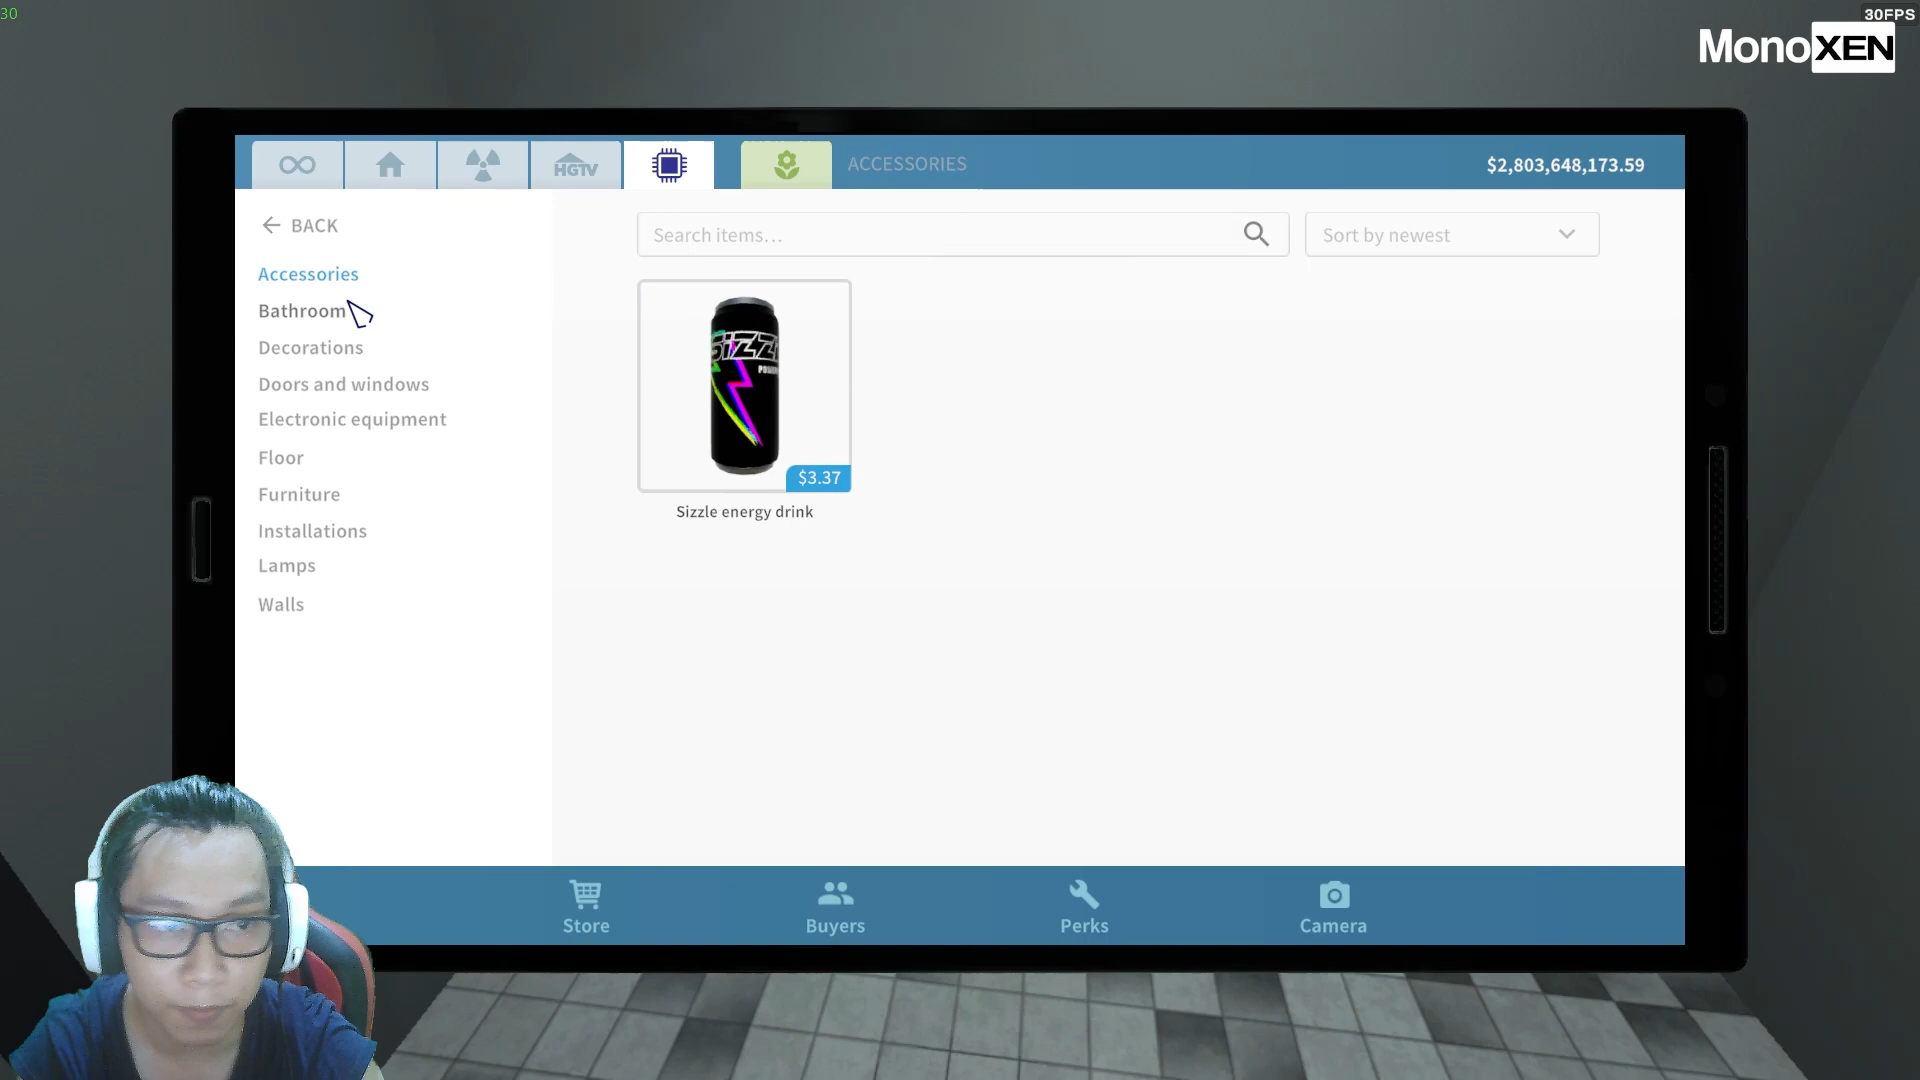 30
30FPS
MonoXEN
HGTV
ACCESSORIES
$2,803,648,173.59
BACK
Search items...
Sort by newest
Accessories
Bathroom
Decorations
Doors and windows
Electronic equipment
Floor
Furniture
Installations
Lamps
Walls
$3.37
Sizzle energy drink
Store
Buyers
Perks
Camera